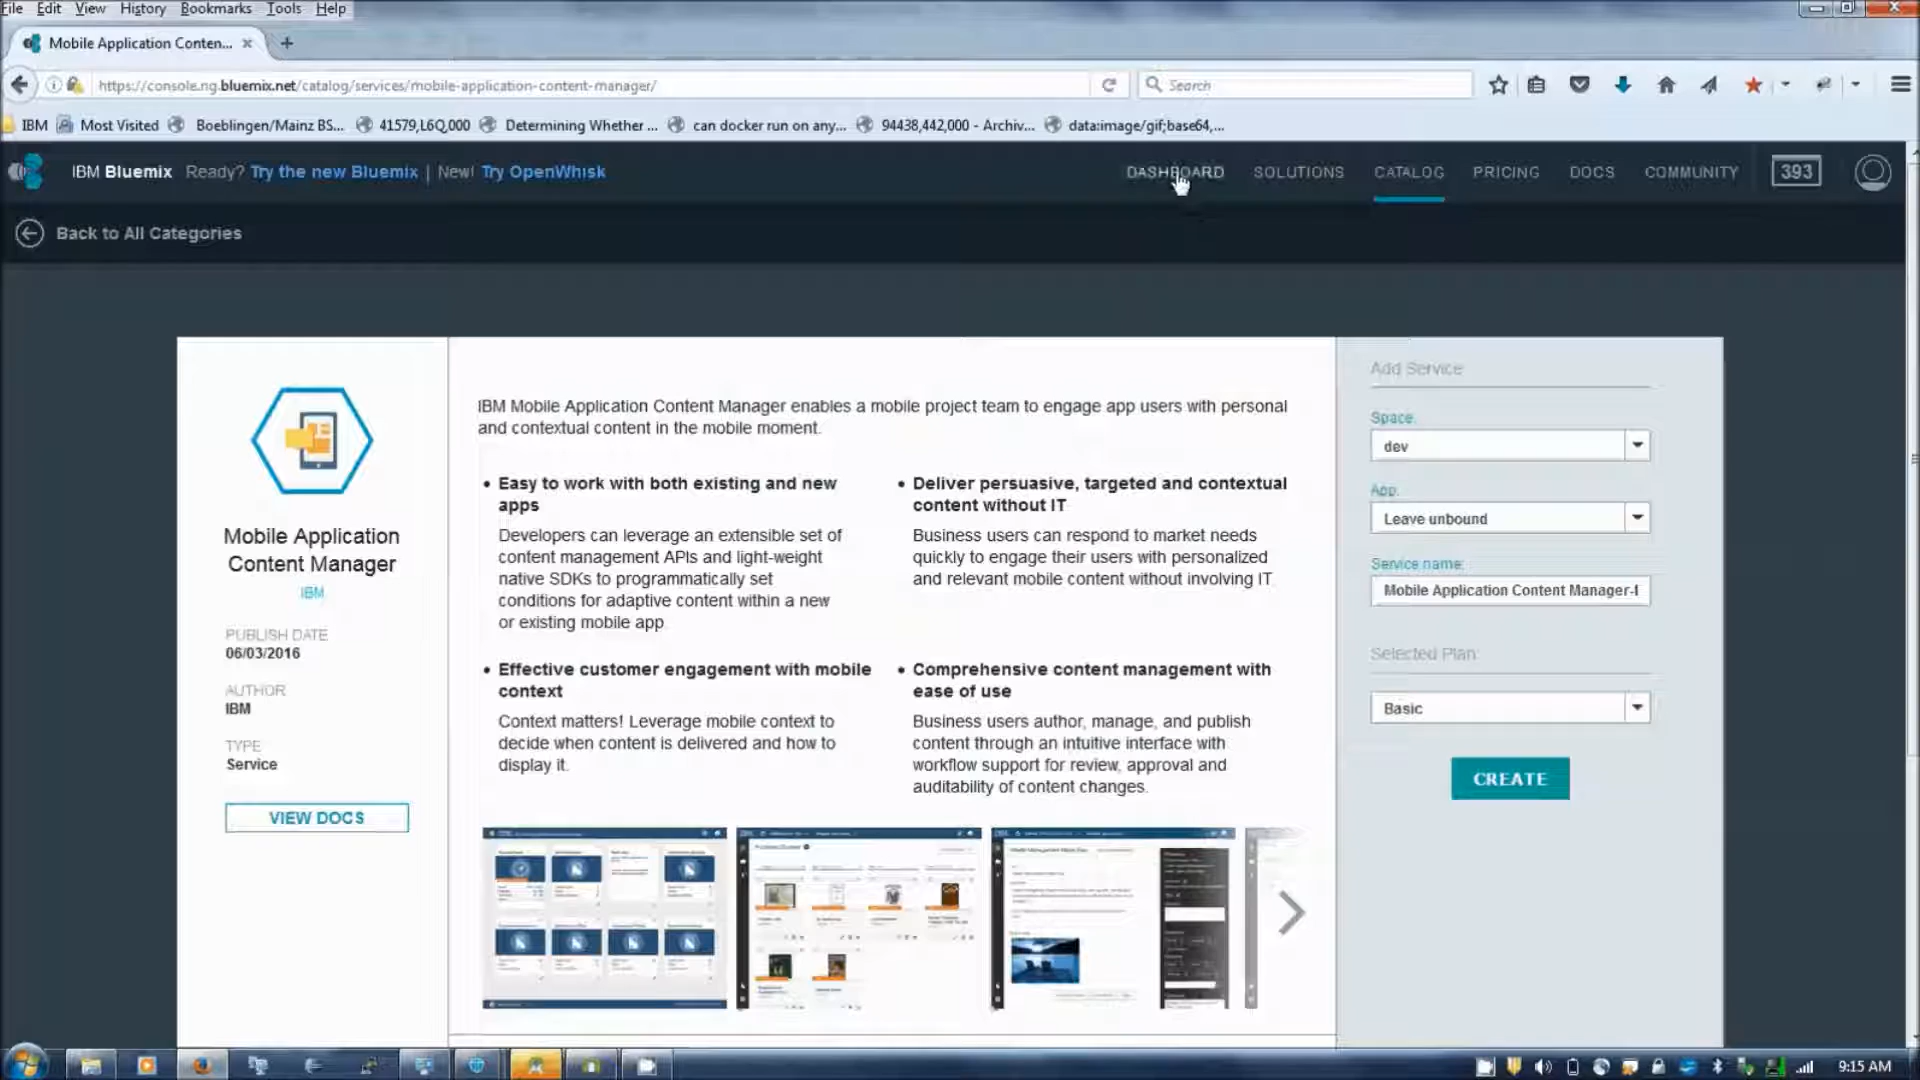 File Edit View History Bookmarks Tools Help
Mobile Application Conten...
https://console.ng.bluemix.net/catalog/services/mobile-application-content-manager/
Search
IBM Most Visited Boeblingen/Mainz BS... 41579,L6Q,000 Determining Whether ... can docker run on any... 94438,442,000 - Archiv... data:image/gif;base64,...
IBM Bluemix Ready? Try the new Bluemix | New! Try OpenWhisk DASHBOARD SOLUTIONS CATALOG PRICING DOCS COMMUNITY 393
Back to All Categories
Mobile Application
Content Manager
IBM
PUBLISH DATE
06/03/2016
AUTHOR
IBM
TYPE
Service
VIEW DOCS
IBM Mobile Application Content Manager enables a mobile project team to engage app users with personal
and contextual content in the mobile moment.
• Easy to work with both existing and new
apps
Developers can leverage an extensible set of
content management APIs and light-weight
native SDKs to programmatically set
conditions for adaptive content within a new
or existing mobile app.
• Deliver persuasive, targeted and contextual
content without IT
Business users can respond to market needs
quickly to engage their users with personalized
and relevant mobile content without involving IT.
• Effective customer engagement with mobile
context
Context matters! Leverage mobile context to
decide when content is delivered and how to
display it.
• Comprehensive content management with
ease of use
Business users author, manage, and publish
content through an intuitive interface with
workflow support for review, approval and
auditability of content changes.
Add Service
Space:
dev
App:
Leave unbound
Service name:
Mobile Application Content Manager-
Selected Plan:
Basic
CREATE
9:15 AM